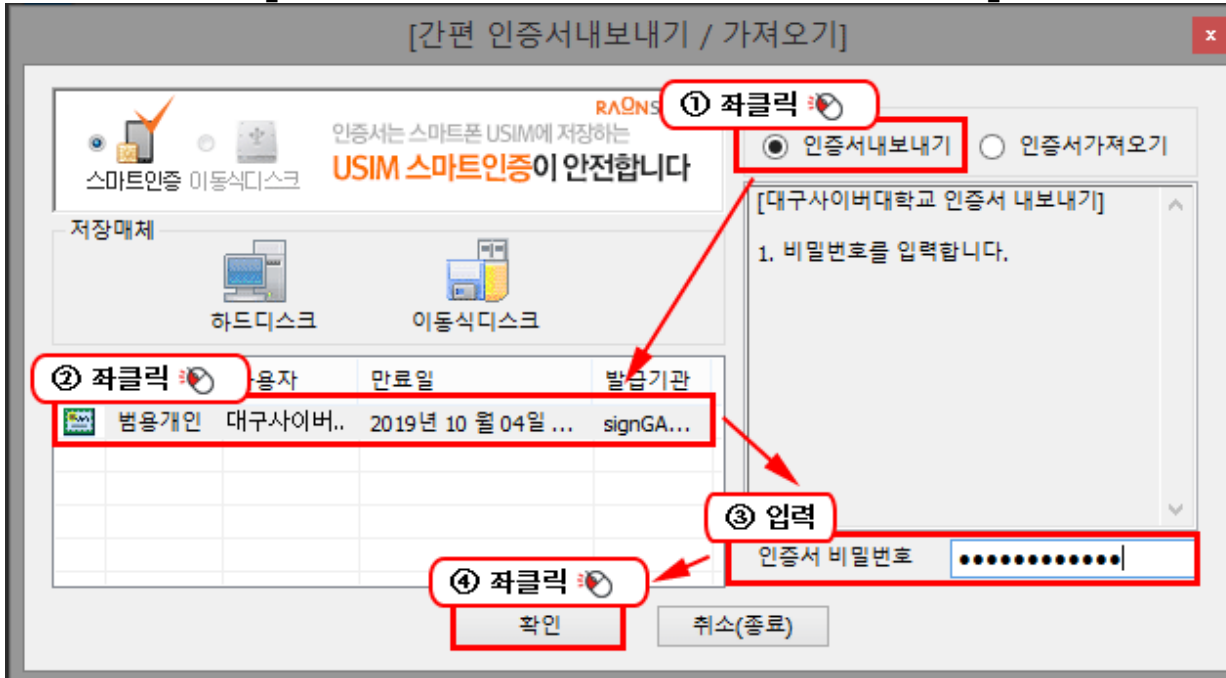 [간편 인증서내보내기 / 가져오기]
x
RAONS
① 좌클릭
인증서는 스마트폰 USIM에 저장하는
USIM 스마트인증이 안전합니다
스마트인증 이동식디스크
인증서내보내기 인증서가져오기
[대구사이버대학교 인증서 내보내기]
1. 비밀번호를 입력합니다.
저장매체
하드디스크 이동식디스크
② 좌클릭
용자 만료일 발급기관
범용개인 대구사이버.. 2019년 10 월 04일 ... signGA...
③ 입력
인증서 비밀번호 ●●●●●●●●●●●●
④ 좌클릭
확인 취소(종료)